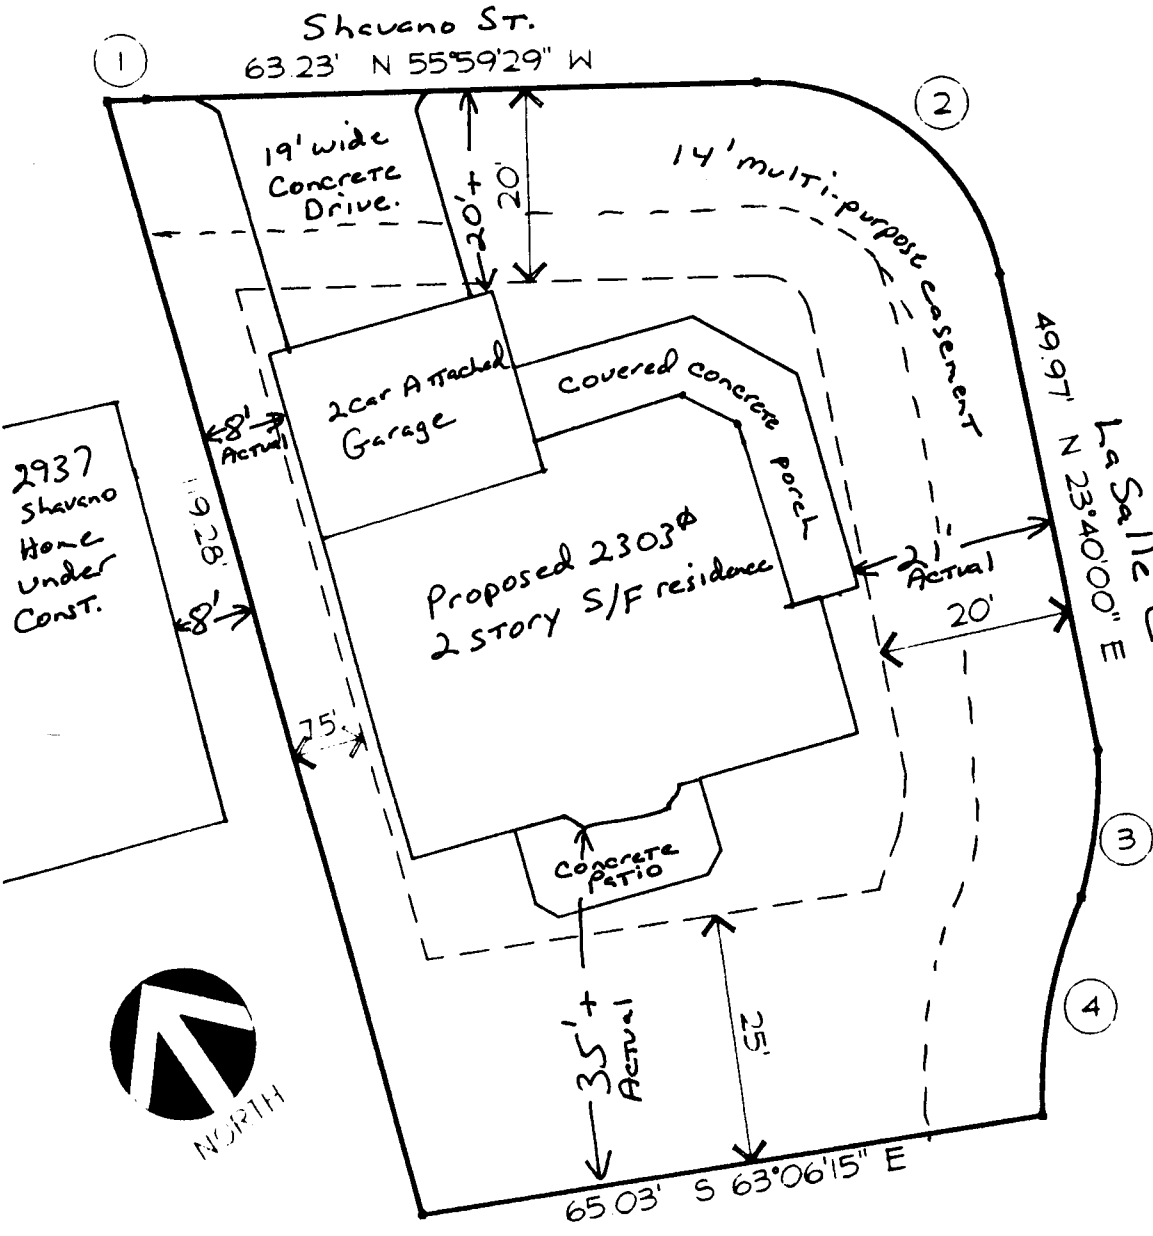 Shavano ST.
63.23' N 55°59'29" W
1
2
19' wide
Concrete
Drive.
20'+
20'
14' multi-purpose easement
49.97' N 23°40'00" E
La Salle
2 car Attached
Garage
Covered concrete porch
8'
Actual
2937
Shavano
Home
under
Const.
119.28'
8'
Proposed 2303⌀
2 story S/F residence
21'
Actual
20'
7.5'
3
Concrete
Patio
35'+
Actual
25'
4
NORTH
65.03' S 63°06'15" E